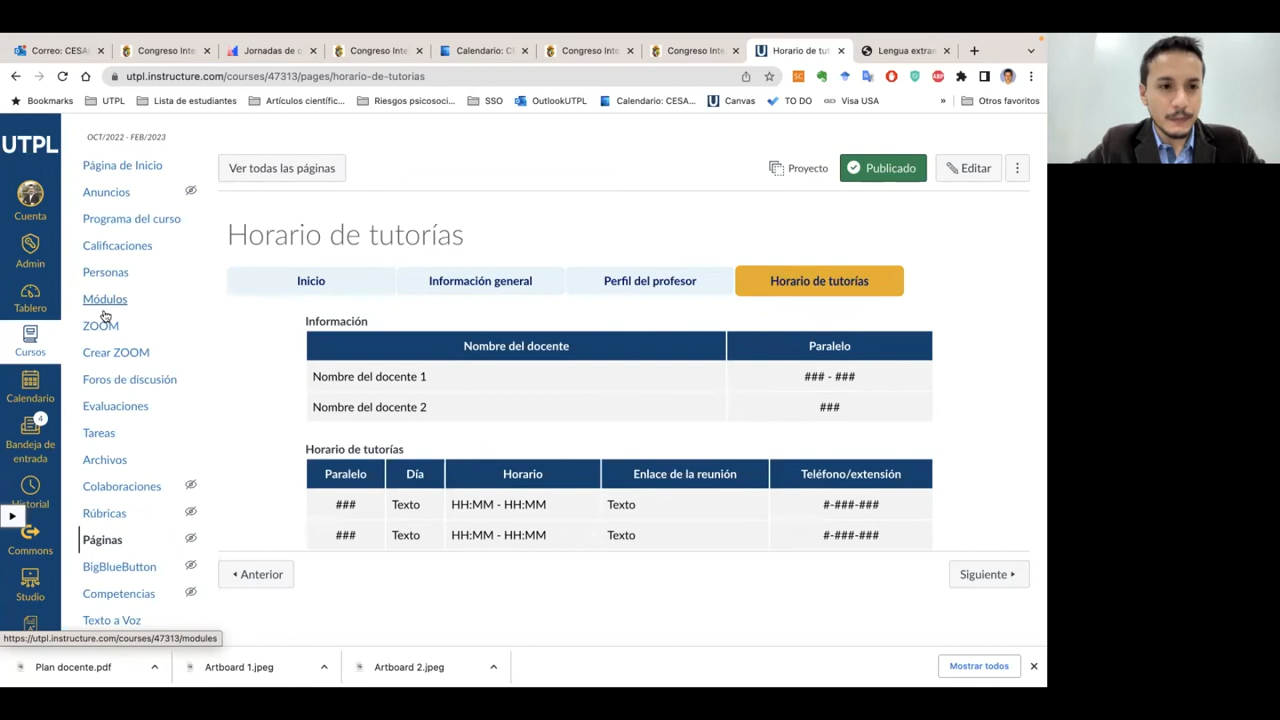 Correo: CESA
Congreso Inte
Jornadas de c
Congreso Inte
Calendario: C
Congreso Inte
Congreso Inte
Horario de tut
Lengua extran
utpl.instructure.com/courses/47313/pages/horario-de-tutorias
Bookmarks
UTPL
Lista de estudiantes
Artículos científic...
Riesgos psicosoci...
SSO
OutlookUTPL
Calendario: CESA...
Canvas
TO DO
Visa USA
»
Otros favoritos
UTPL
Cuenta
Admin
Tablero
Cursos
Calendario
4
Bandeja de
entrada
Historial
Commons
Studio
OCT/2022 - FEB/2023
Página de Inicio
Anuncios
Programa del curso
Calificaciones
Personas
Módulos
ZOOM
Crear ZOOM
Foros de discusión
Evaluaciones
Tareas
Archivos
Colaboraciones
Rúbricas
Páginas
BigBlueButton
Competencias
Texto a Voz
Ver todas las páginas
Proyecto
Publicado
Editar
Horario de tutorías
Inicio
Información general
Perfil del profesor
Horario de tutorías
Información
Nombre del docente Paralelo
Nombre del docente 1 ### - ###
Nombre del docente 2 ###
Horario de tutorías
Paralelo Día Horario Enlace de la reunión Teléfono/extensión
### Texto HH:MM - HH:MM Texto #-###-###
### Texto HH:MM - HH:MM Texto #-###-###
Anterior
Siguiente
https://utpl.instructure.com/courses/47313/modules
Plan docente.pdf
Artboard 1.jpeg
Artboard 2.jpeg
Mostrar todos